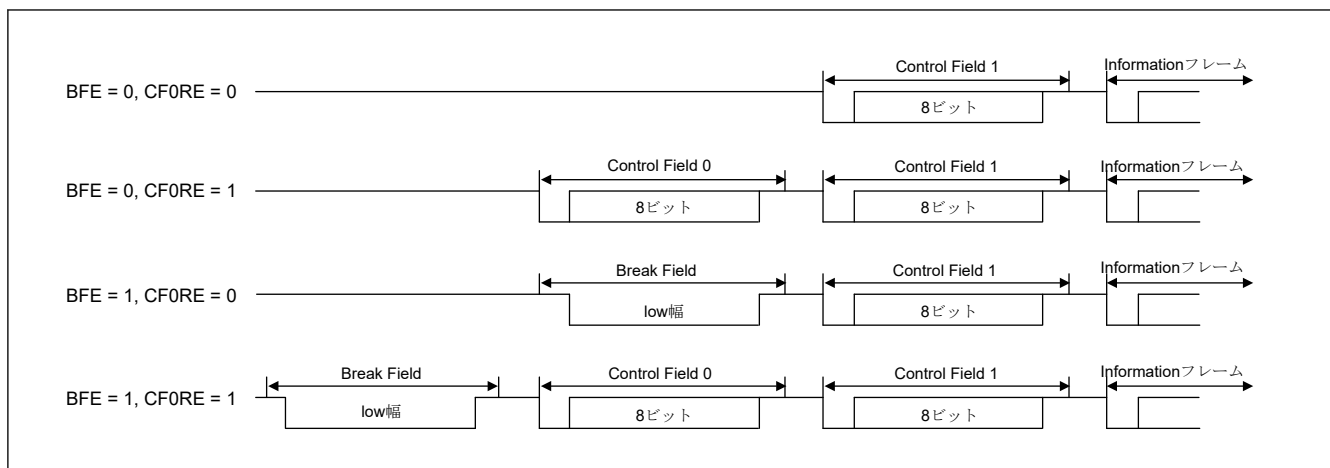 Control Field 1
Informationフレーム
BFE = 0, CF0RE = 0
8ビット
Control Field 0
Control Field 1
Informationフレーム
BFE = 0, CF0RE = 1
8ビット
8ビット
Break Field
Control Field 1
Informationフレーム
BFE = 1, CF0RE = 0
low幅
8ビット
Break Field
Control Field 0
Control Field 1
Informationフレーム
BFE = 1, CF0RE = 1
low幅
8ビット
8ビット